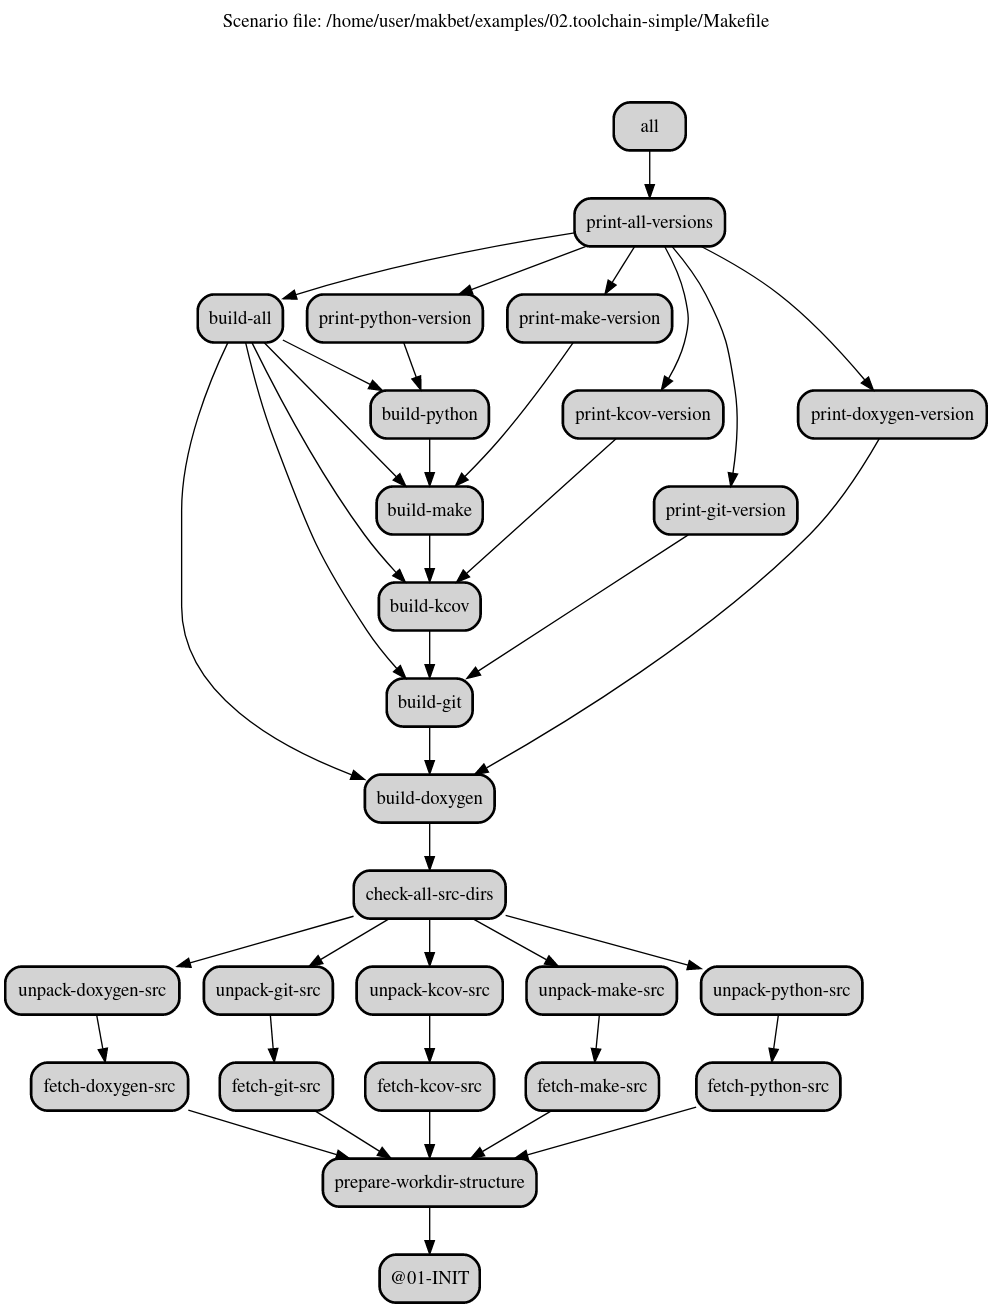 Scenario file: /home/user/makbet/examples/02.toolchain-simple/Makefile
all
print-all-versions
build-all
print-python-version
print-make-version
build-python
print-kcov-version
print-doxygen-version
build-make
print-git-version
build-kcov
build-git
build-doxygen
check-all-src-dirs
unpack-doxygen-src
unpack-git-src
unpack-kcov-src
unpack-make-src
unpack-python-src
fetch-doxygen-src
fetch-git-src
fetch-kcov-src
fetch-make-src
fetch-python-src
prepare-workdir-structure
@01-INIT